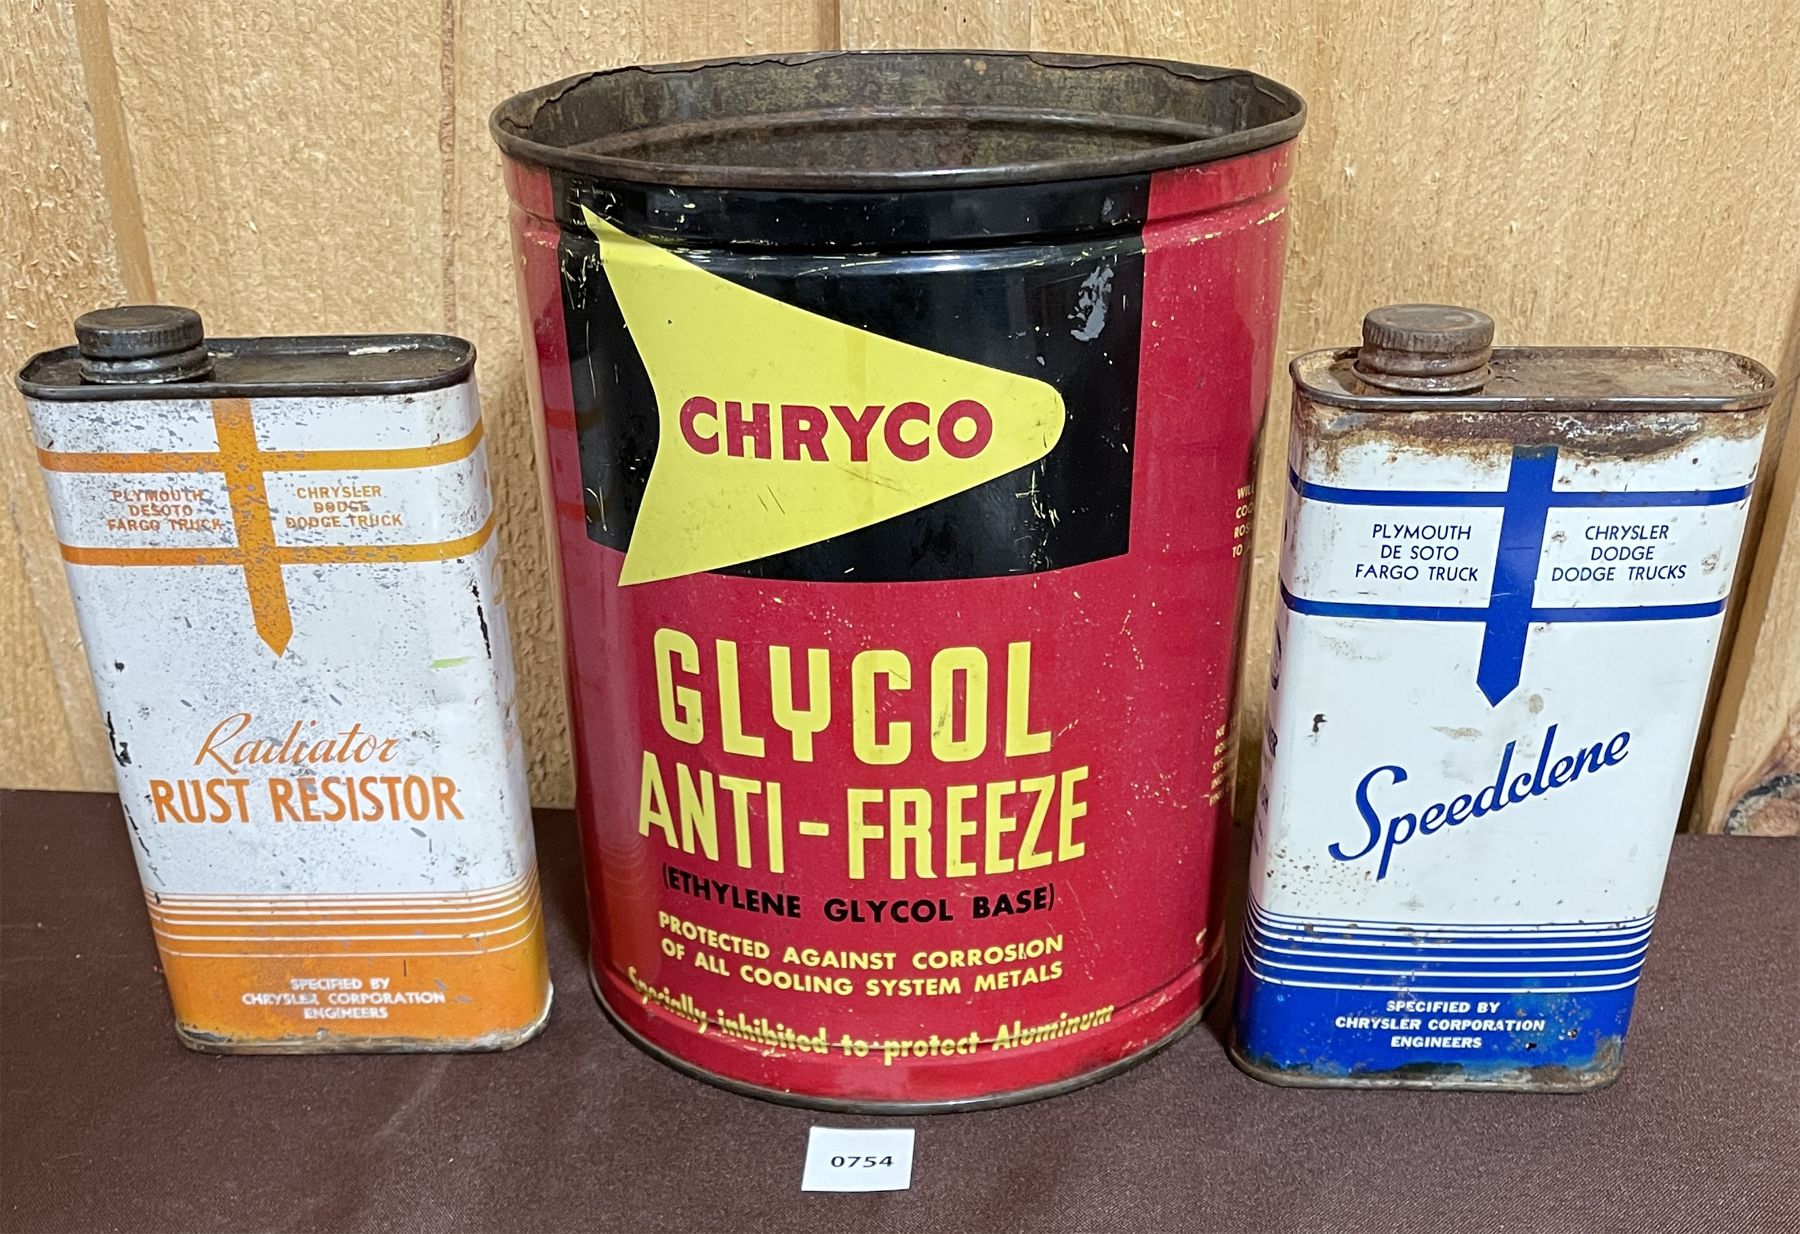 PLYMOUTH
DESOTO
FARGO TRUCK
CHRYSLER
DODGE
DODGE TRUCK
Radiator
RUST RESISTOR
SPECIFIED BY
CHRYSLER CORPORATION
ENGINEERS
CHRYCO
GLYCOL
ANTI-FREEZE
(ETHYLENE GLYCOL BASE)
PROTECTED AGAINST CORROSION
OF ALL COOLING SYSTEM METALS
Specially inhibited to protect Aluminum
PLYMOUTH
DE SOTO
FARGO TRUCK
CHRYSLER
DODGE
DODGE TRUCKS
Speedclene
SPECIFIED BY
CHRYSLER CORPORATION
ENGINEERS
0754